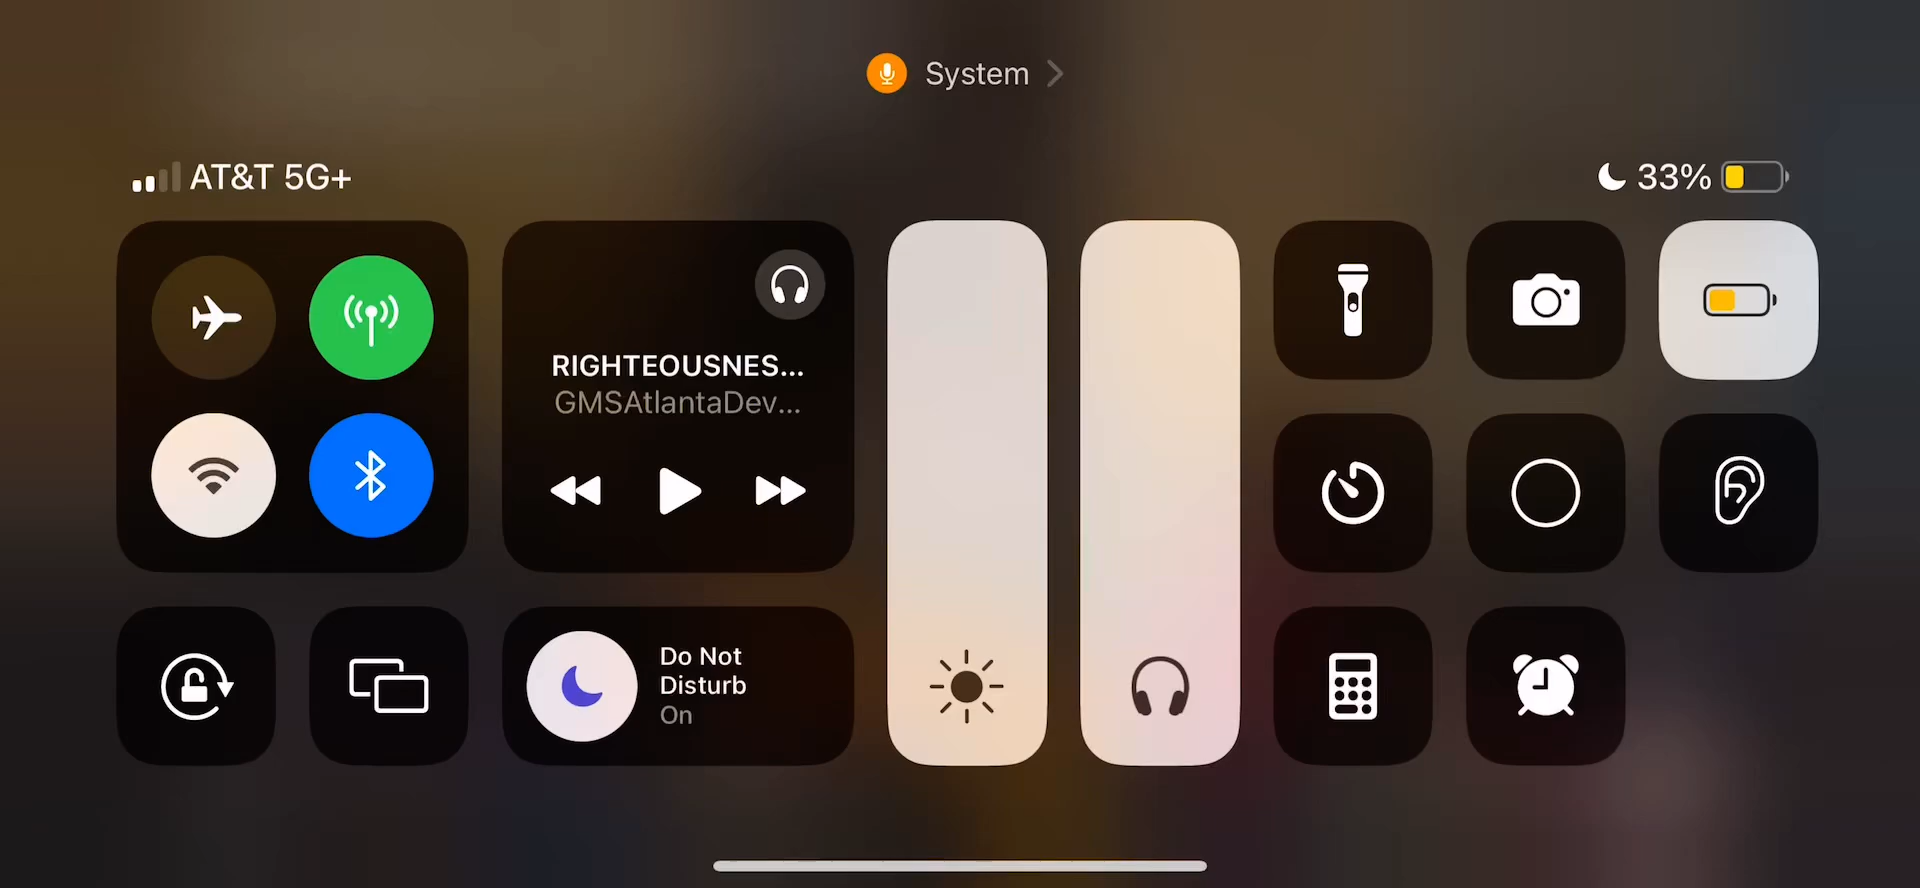 System
AT&T 5G+
33%
RIGHTEOUSNES...
GMSAtlantaDev...
Do Not
Disturb
On